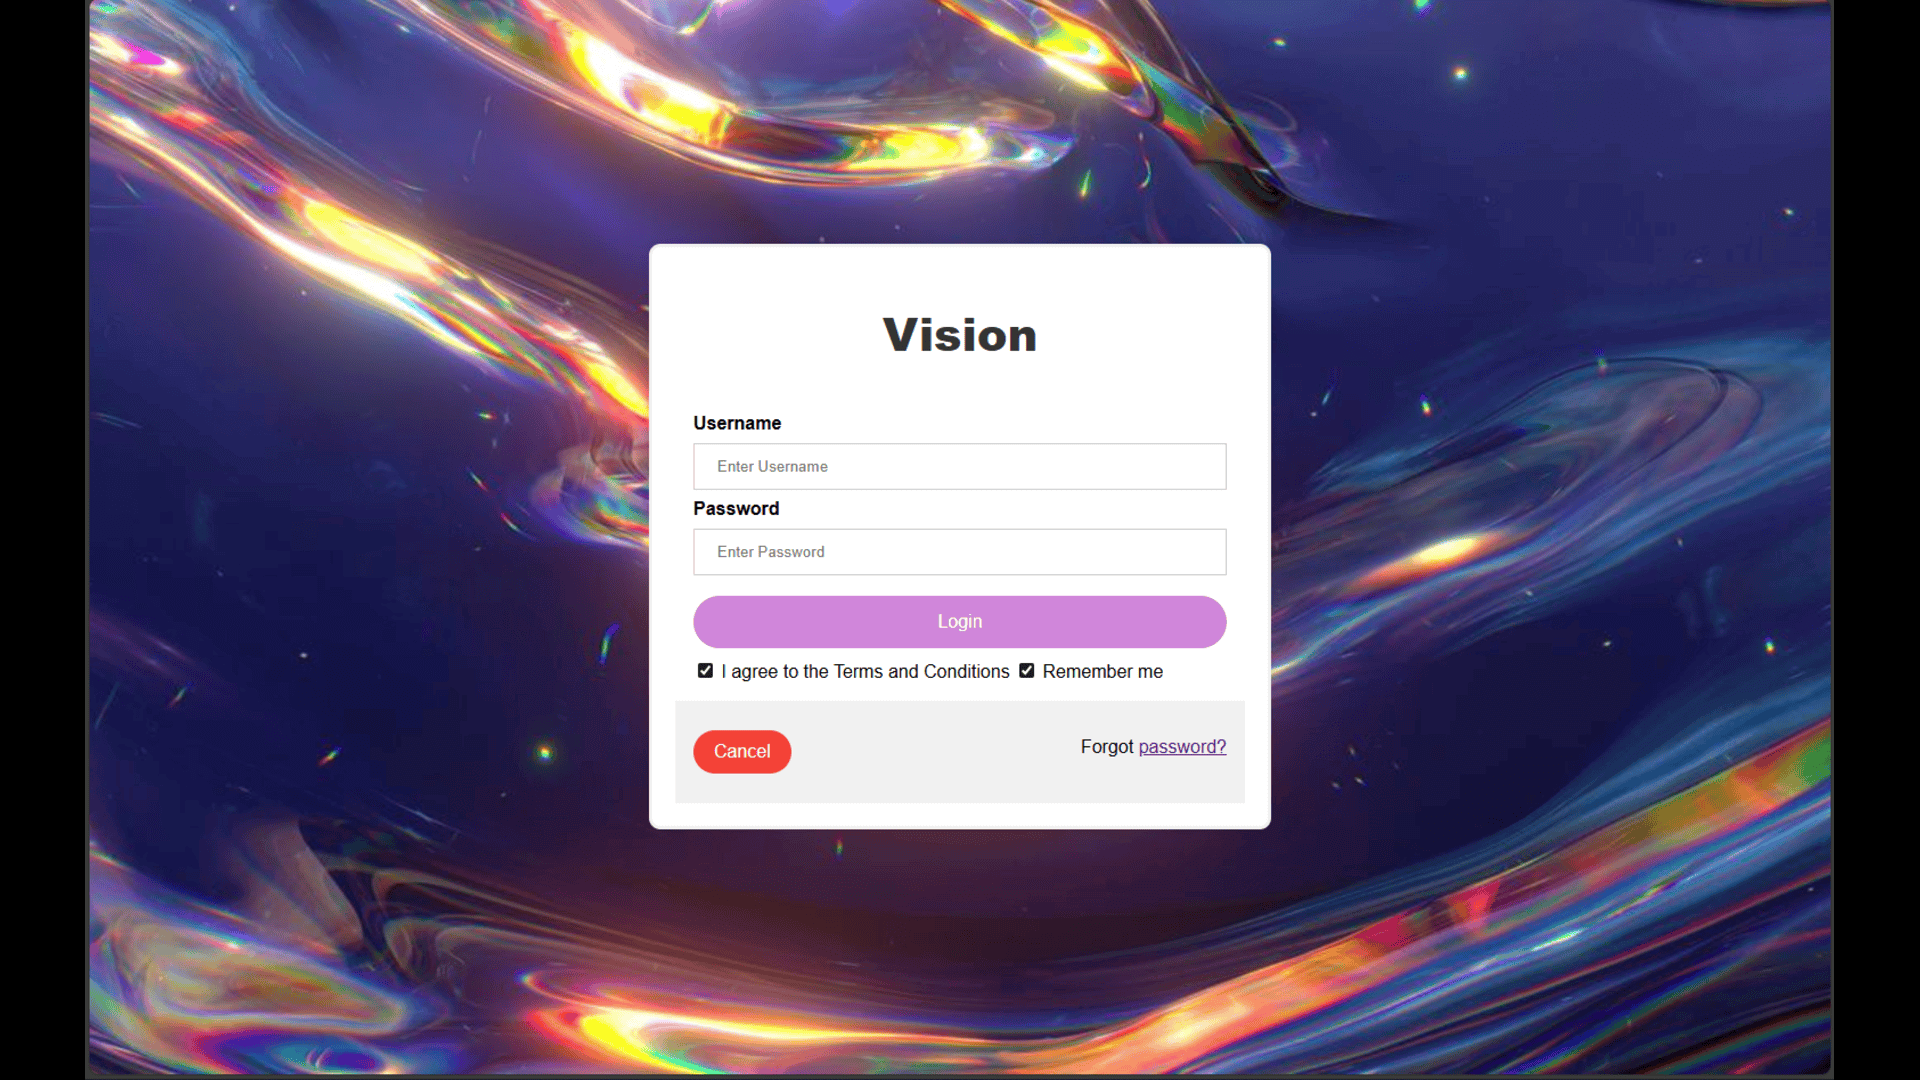 Vision
Username
Enter Username
Password
Enter Password
Login
I agree to the Terms and Conditions Remember me
Cancel
Forgot password?